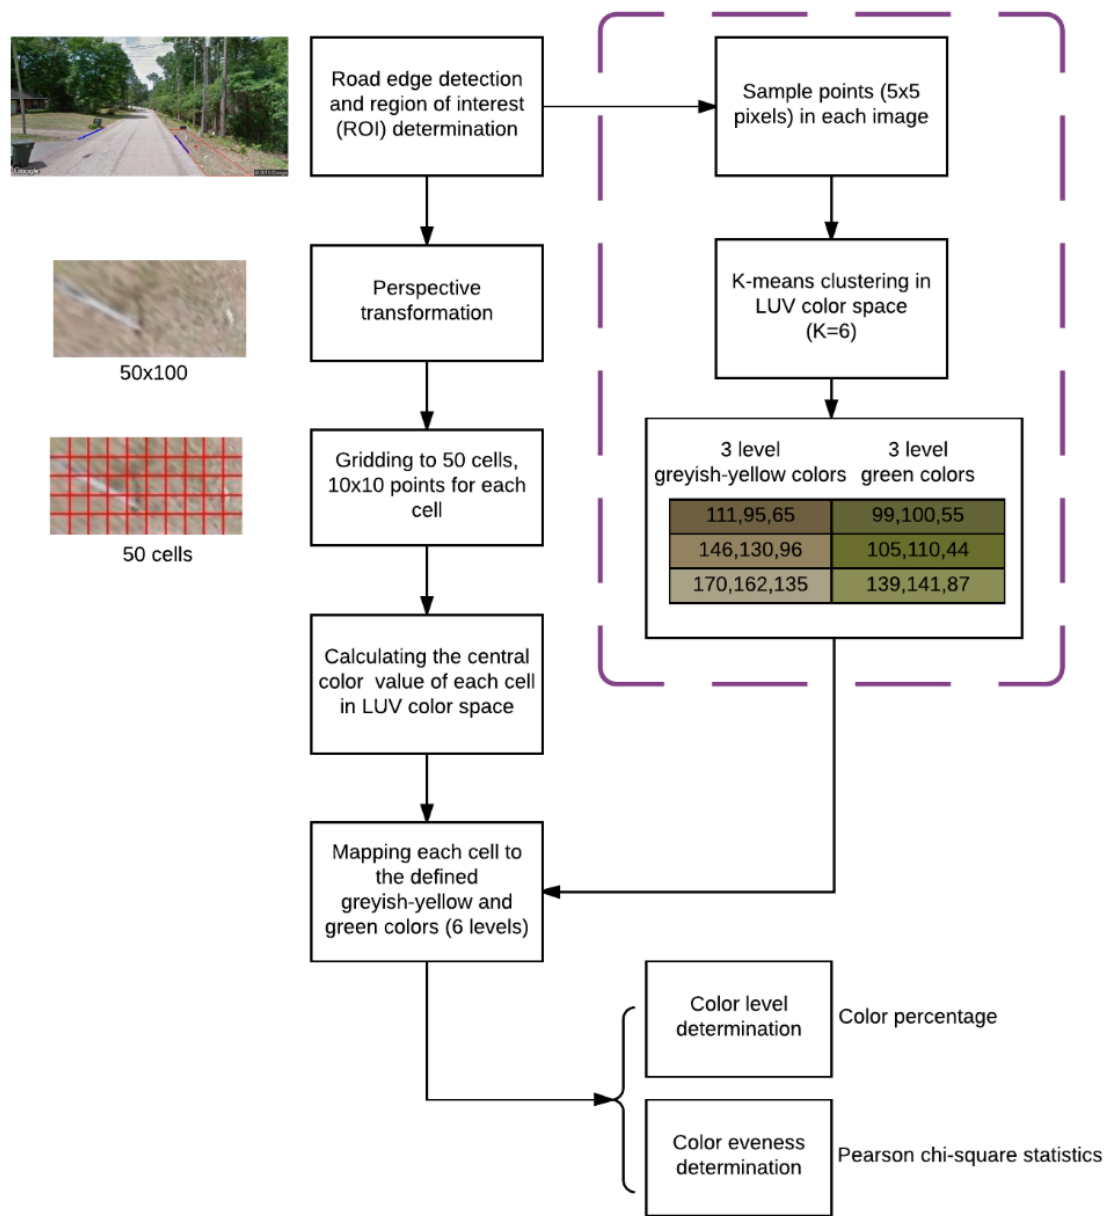 Road edge detection
and region of interest
(ROI) determination
Sample points (5x5
pixels) in each image
Google
Perspective
transformation
K-means clustering in
LUV color space
(K=6)
50x100
Gridding to 50 cells,
10x10 points for each
cell
3 level
greyish-yellow colors
3 level
green colors
111,95,65
99,100,55
146,130,96
105,110,44
170,162,135
139,141,87
50 cells
Calculating the central
color value of each cell
in LUV color space
Mapping each cell to
the defined
greyish-yellow and
green colors (6 levels)
Color level
determination
Color percentage
Color eveness
determination
Pearson chi-square statistics